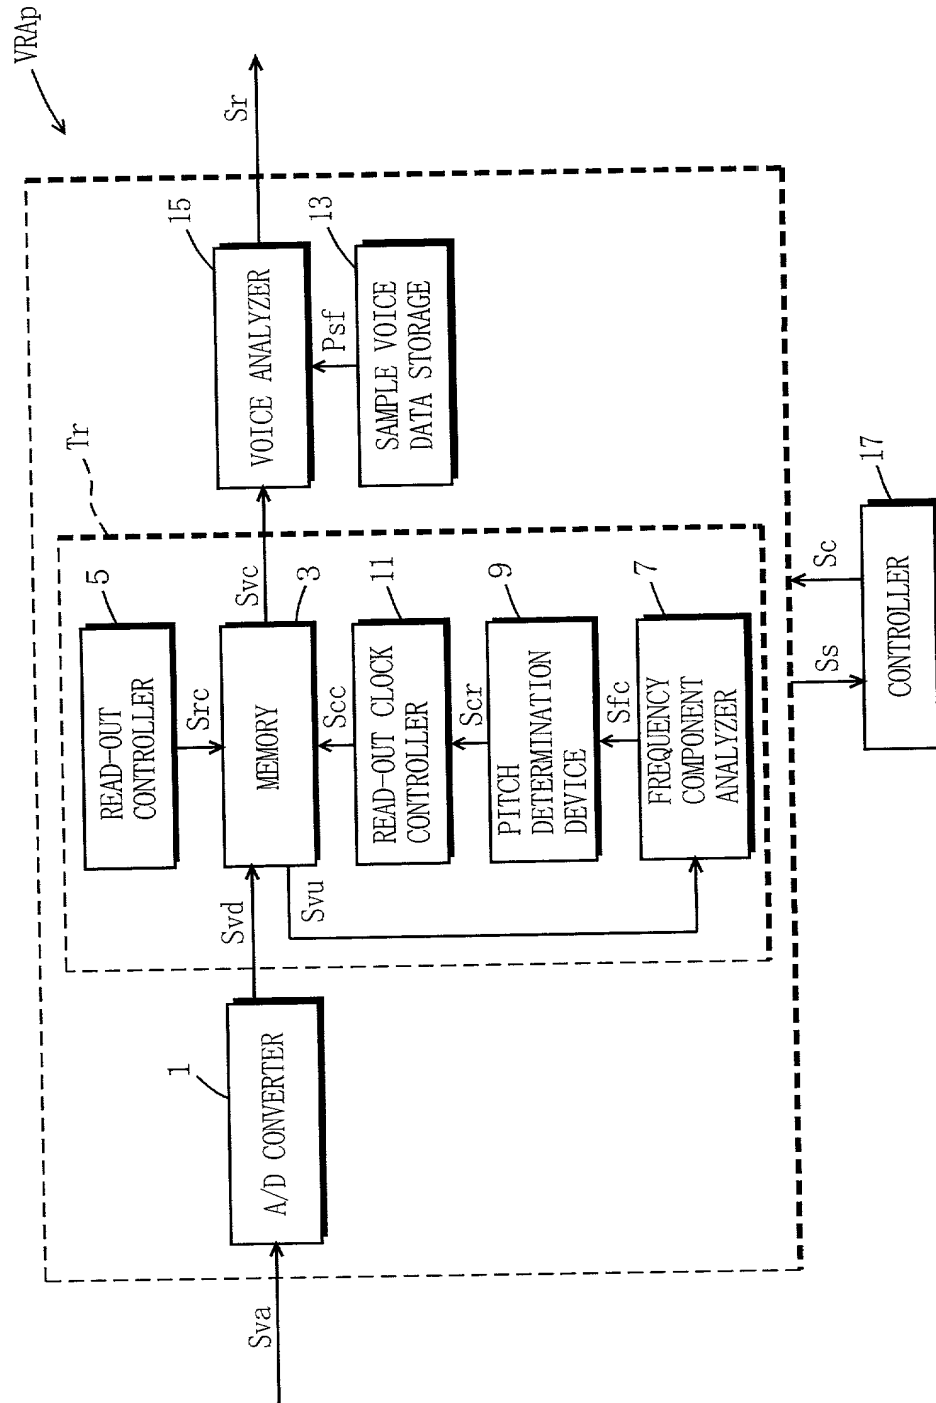 VRAp
Sva
1
A/D CONVERTER
Svd
Tr
5
READ-OUT
CONTROLLER
Src
3
MEMORY
Svu
Svc
Scc
11
READ-OUT CLOCK
CONTROLLER
Scr
9
PITCH
DETERMINATION
DEVICE
Sfc
7
FREQUENCY
COMPONENT
ANALYZER
15
VOICE ANALYZER
Sr
Psf
13
SAMPLE VOICE
DATA STORAGE
Ss
Sc
17
CONTROLLER